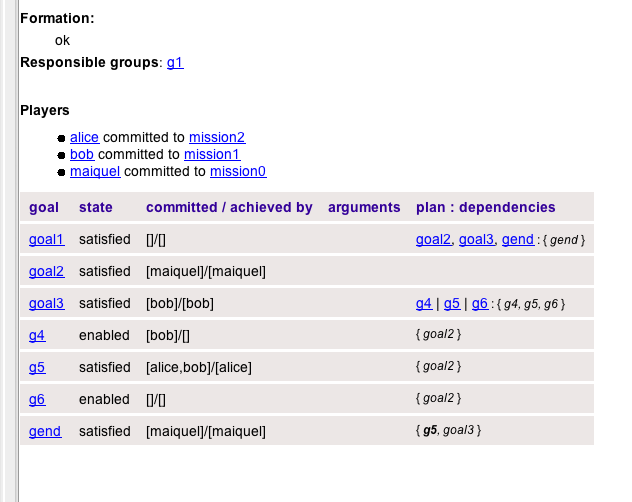 Formation:
ok
Responsible groups: g1
Players
alice committed to mission2
bob committed to mission1
maiquel committed to mission0
goal state committed / achieved by arguments plan : dependencies
goal1 satisfied []/[] goal2, goal3, gend : { gend }
goal2 satisfied [maiquel]/[maiquel]
goal3 satisfied [bob]/[bob] g4 | g5 | g6 : { g4, g5, g6 }
g4 enabled [bob]/[] { goal2 }
g5 satisfied [alice,bob]/[alice] { goal2 }
g6 enabled []/[] { goal2 }
gend satisfied [maiquel]/[maiquel] { g5, goal3 }